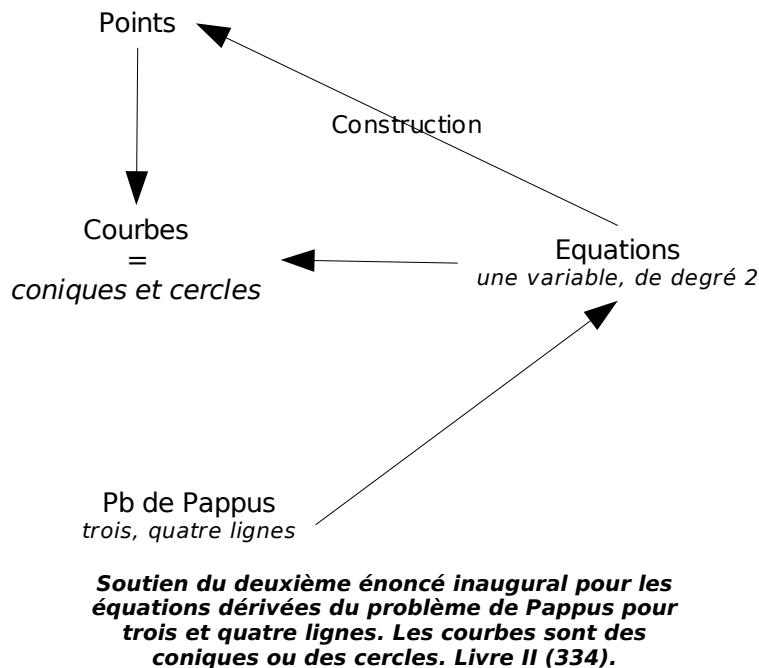 Points
Construction
Courbes
=
coniques et cercles
Equations
une variable, de degré 2
Pb de Pappus
trois, quatre lignes
Soutien du deuxième énoncé inaugural pour les
équations dérivées du problème de Pappus pour
trois et quatre lignes. Les courbes sont des
coniques ou des cercles. Livre II (334).